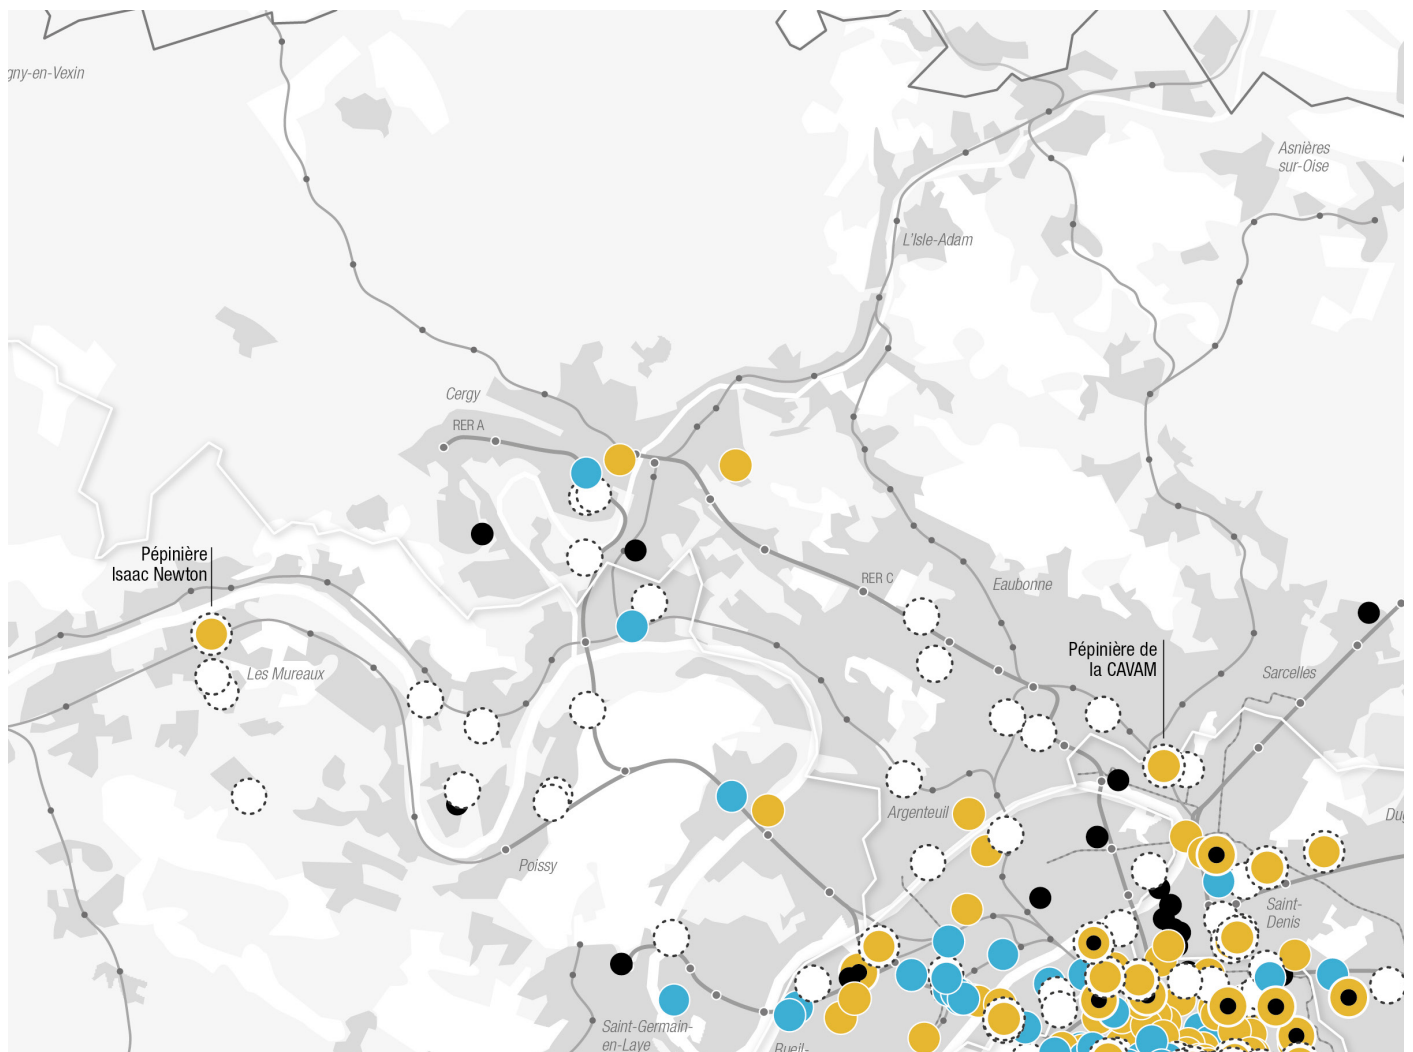 gny-en-Vexin
Asnières
sur-Oise
L'Isle-Adam
Cergy
RER A
Pépinière
Isaac Newton
RER C
Eaubonne
Pépinière de
la CAVAM
Sarcelles
Les Mureaux
Argenteuil
Poissy
Saint-
Denis
Saint-Germain-
en-Laye